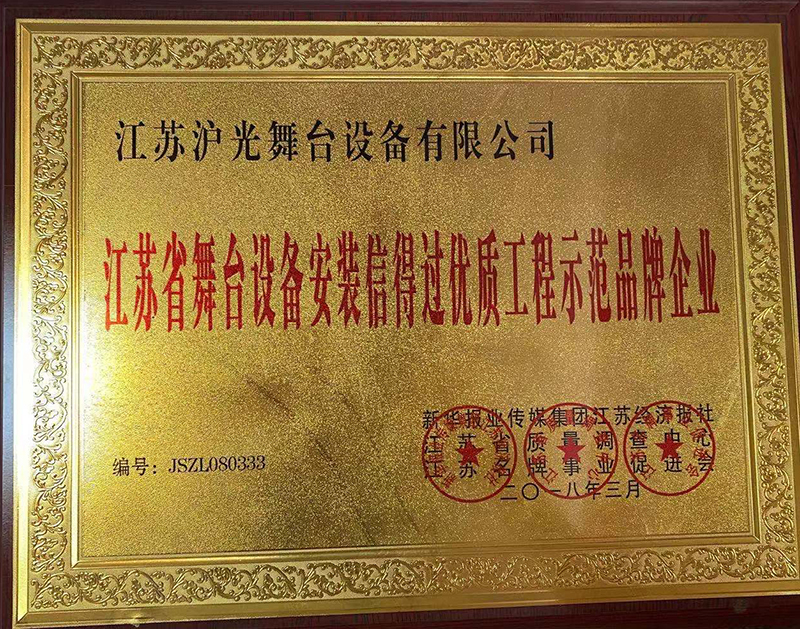 江苏沪光舞台设备有限公司
江苏省舞台设备安装信得过优质工程示范品牌企业
新华报业传媒集团江苏经济报社
江苏省质量调查中心
江苏名牌事业促进会
编号：JSZL080333
二〇一八年三月